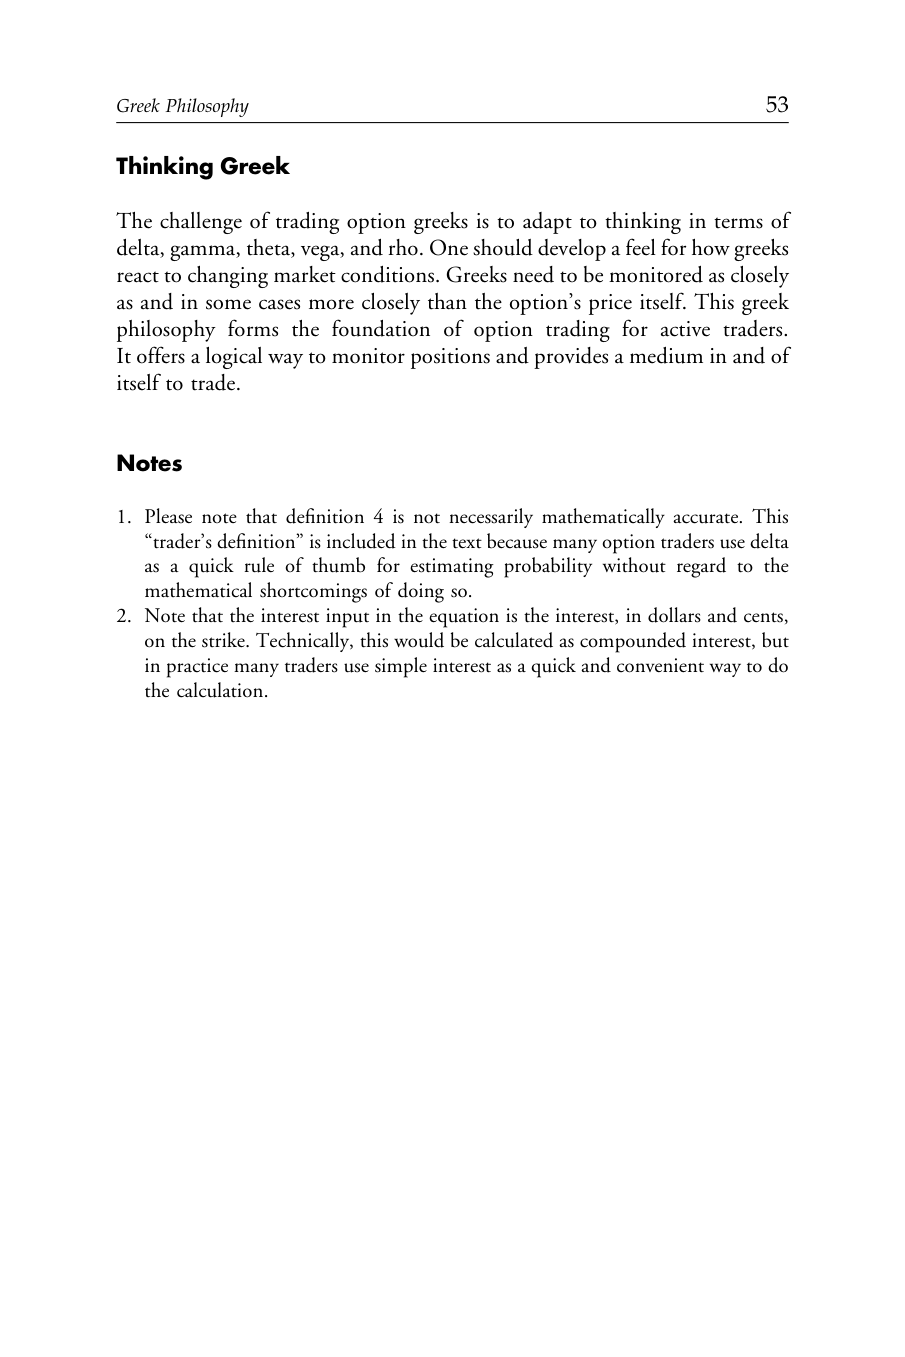 Greek Philosophy 53
Thinking Greek
The challenge of trading option greeks is to adapt to thinking in terms of
delta, gamma, theta, vega, and rho. One should develop a feel for how greeks
react to changing market conditions. Greeks need to be monitored as closely
as and in some cases more closely than the option’s price itself. This greek
philosophy forms the foundation of option trading for active traders.
It offers a logical way to monitor positions and provides a medium in and of
itself to trade.
Notes
1. Please note that definition 4 is not necessarily mathematically accurate. This
“trader’s definition” is included in the text because many option traders use delta
as a quick rule of thumb for estimating probability without regard to the
mathematical shortcomings of doing so.
2. Note that the interest input in the equation is the interest, in dollars and cents,
on the strike. Technically, this would be calculated as compounded interest, but
in practice many traders use simple interest as a quick and convenient way to do
the calculation.